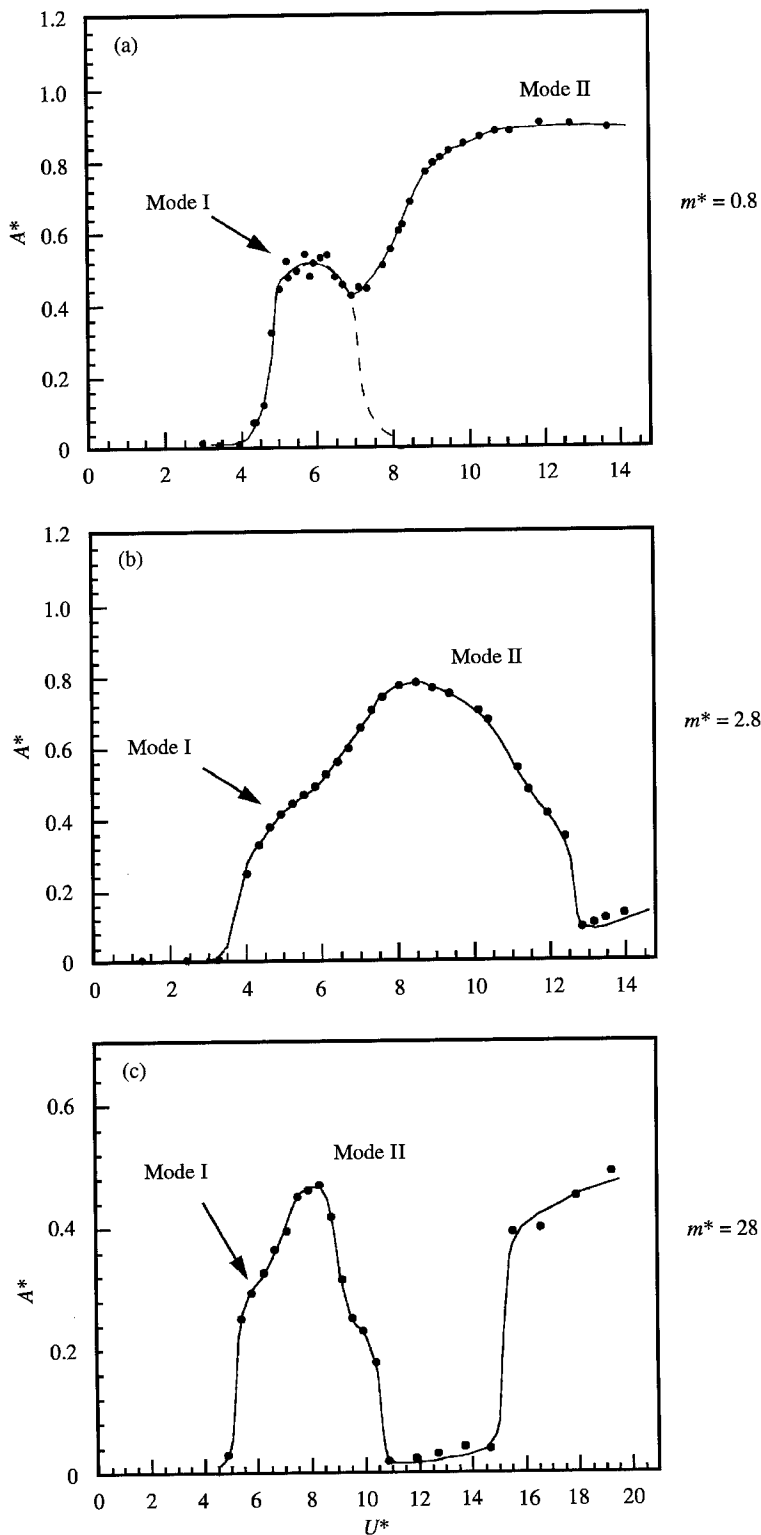 (a)
1.2
1.0
0.8
0.6
0.4
0.2
0
A*
Mode I
Mode II
m* = 0.8
0 2 4 6 8 10 12 14
(b)
1.2
1.0
0.8
0.6
0.4
0.2
0
A*
Mode I
Mode II
m* = 2.8
0 2 4 6 8 10 12 14
(c)
0.6
0.4
0.2
0
A*
Mode I
Mode II
m* = 28
0 2 4 6 8 10 12 14 16 18 20
U*